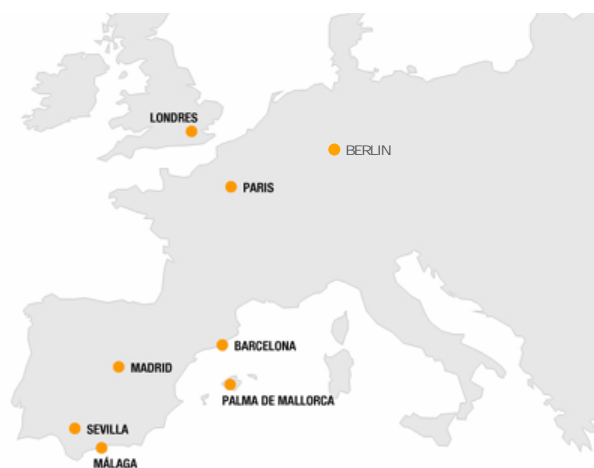 LONDRES
BERLIN
PARIS
BARCELONA
MADRID
PALMA DE MALLORCA
SEVILLA
MÁLAGA